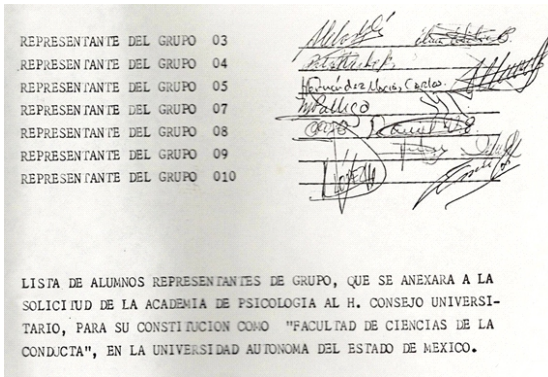 REPRESENTANTE DEL GRUPO 03
REPRESENTANTE DEL GRUPO 04
REPRESENTANTE DEL GRUPO 05 Hernández Macías Carlos
REPRESENTANTE DEL GRUPO 07
REPRESENTANTE DEL GRUPO 08
REPRESENTANTE DEL GRUPO 09
REPRESENTANTE DEL GRUPO 010
LISTA DE ALUMNOS REPRESENTANTES DE GRUPO, QUE SE ANEXARA A LA
SOLICITUD DE LA ACADEMIA DE PSICOLOGIA AL H. CONSEJO UNIVERSI-
TARIO, PARA SU CONSTITUCION COMO "FACULTAD DE CIENCIAS DE LA
CONDUCTA", EN LA UNIVERSIDAD AUTONOMA DEL ESTADO DE MEXICO.